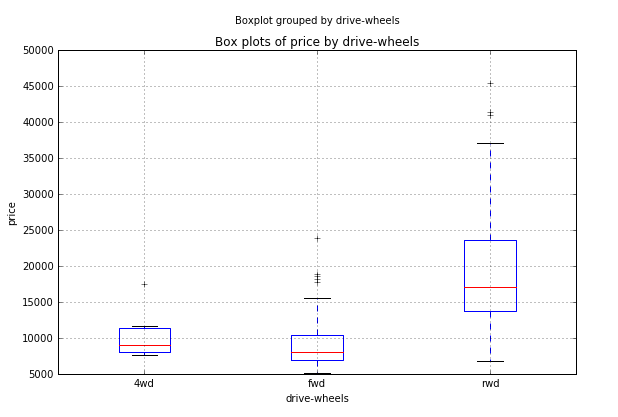 Boxplot grouped by drive-wheels
Box plots of price by drive-wheels
50000
45000
40000
35000
30000
25000
20000
15000
10000
5000
price
4wd fwd rwd
drive-wheels